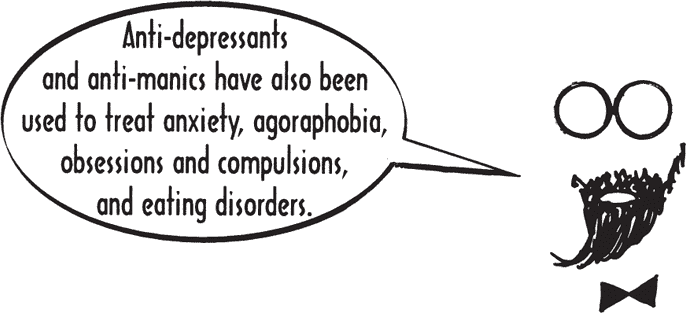 Anti-depressants
and anti-manics have also been
used to treat anxiety, agoraphobia,
obsessions and compulsions,
and eating disorders.